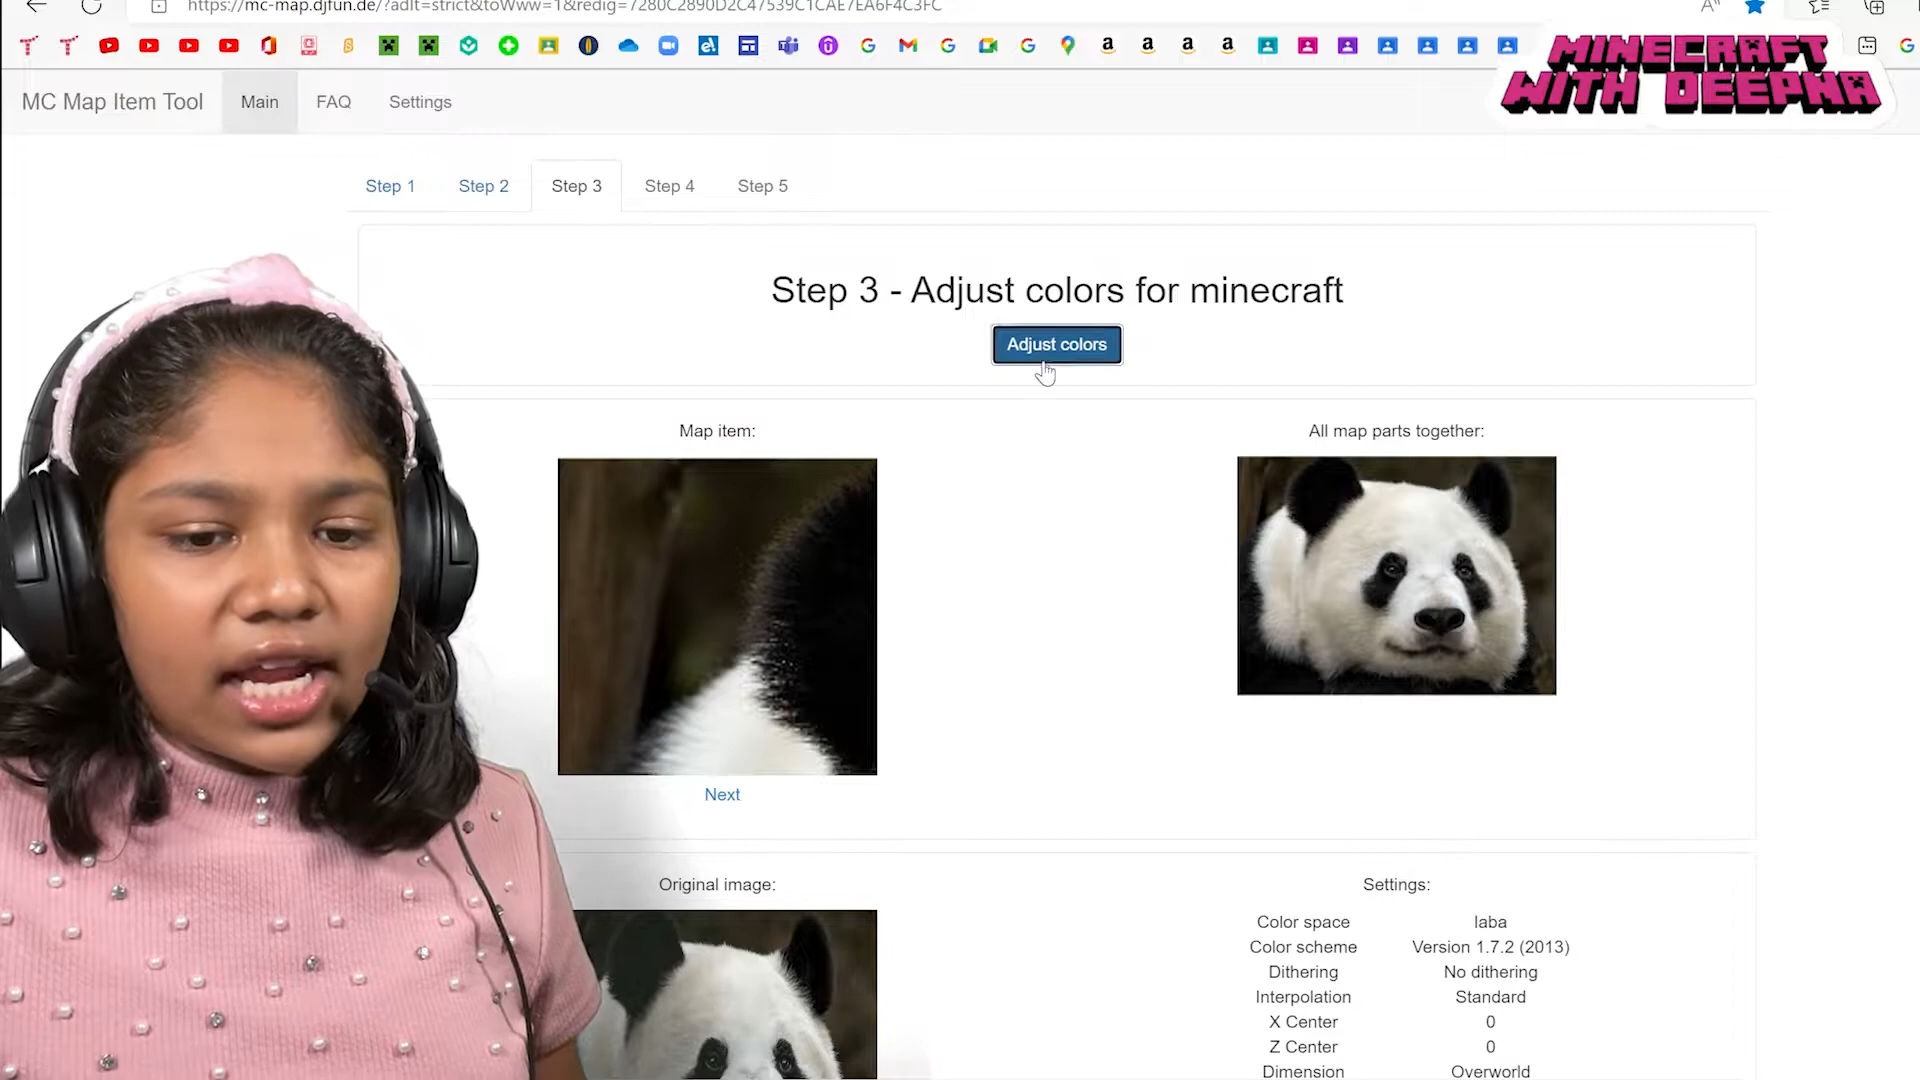 https://mc-map.djfun.de/?adlt=strict&toWww=1&redig=7280C2890D2C47539C1CAE7EA6F4C3FC
MINECRAFT
WITH DEEPNA
MC Map Item Tool Main FAQ Settings
Step 1 Step 2 Step 3 Step 4 Step 5
Step 3 - Adjust colors for minecraft
Adjust colors
Map item: All map parts together:
Next
Original image: Settings:
Color space laba
Color scheme Version 1.7.2 (2013)
Dithering No dithering
Interpolation Standard
X Center 0
Z Center 0
Dimension Overworld